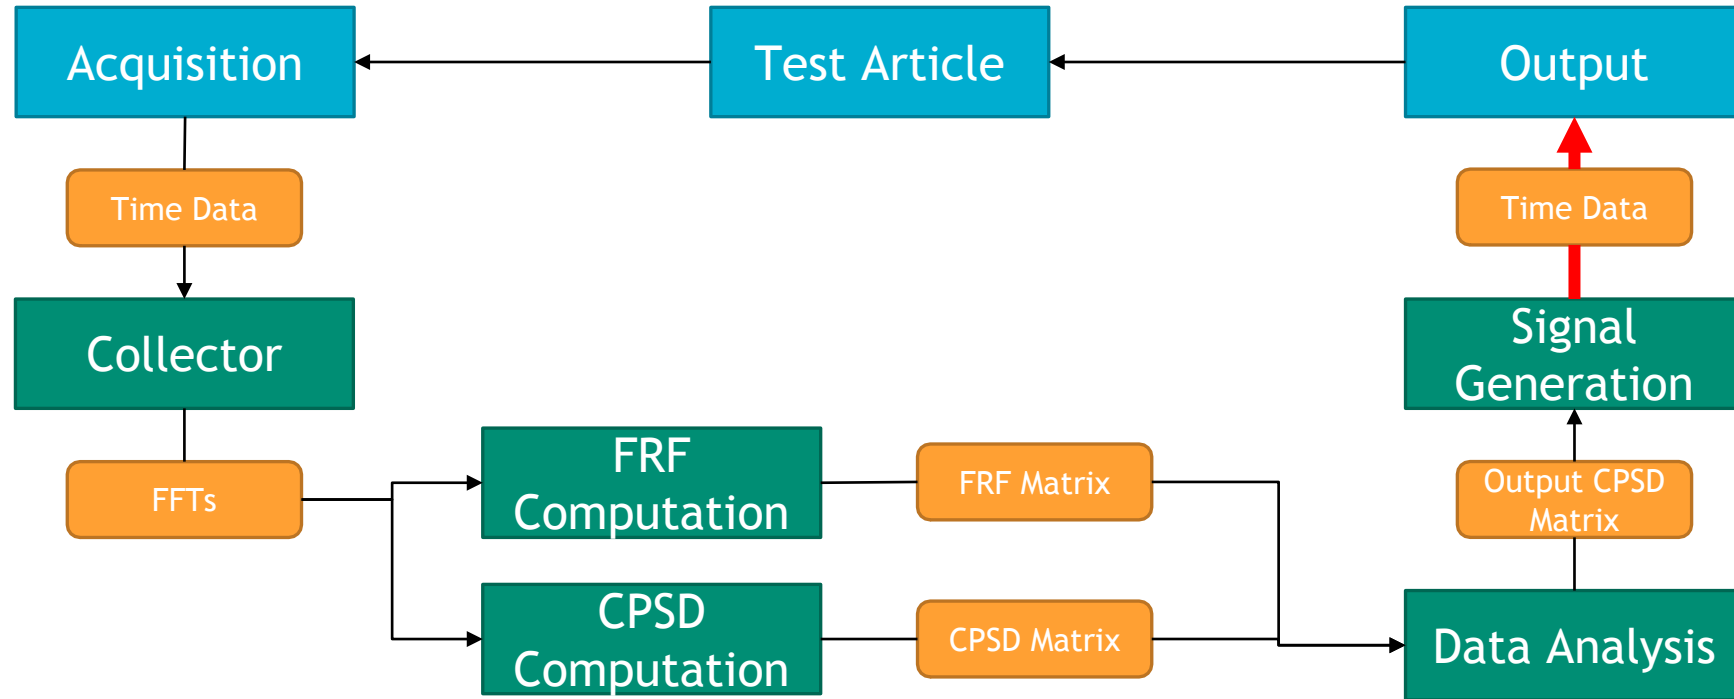 Acquisition
Test Article
Output
Time Data
Time Data
Collector
Signal
Generation
FFTs
FRF
Computation
FRF Matrix
Output CPSD
Matrix
CPSD
Computation
CPSD Matrix
Data Analysis